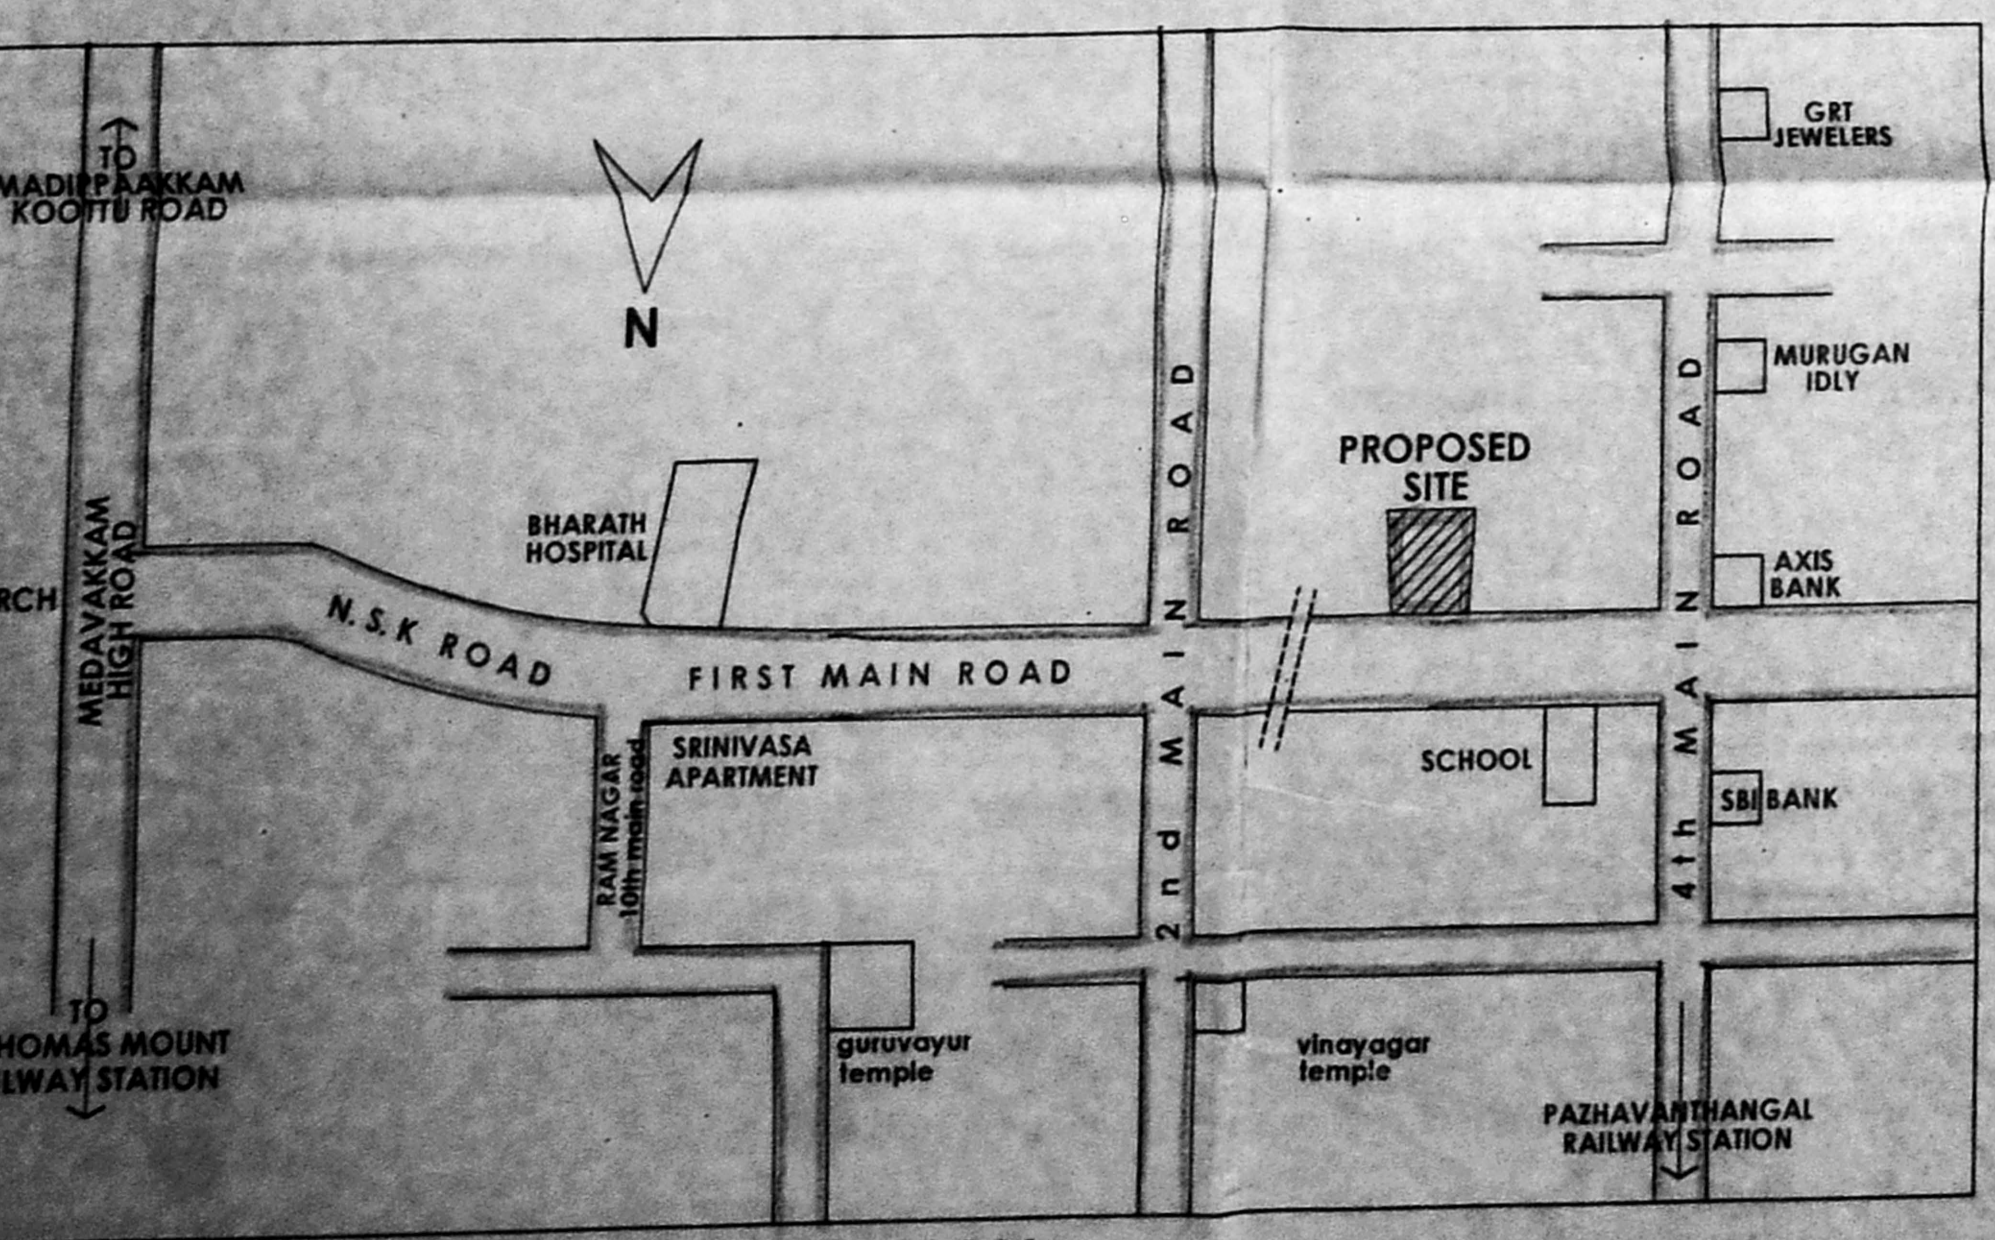 GRT
JEWELERS
TO
MADIPPAAKKAM
KOOTTU ROAD
N
MURUGAN
IDLY
PROPOSED
SITE
BHARATH
HOSPITAL
AXIS
BANK
RCH
MEDAVAKKAM
HIGH ROAD
N.S.K ROAD
FIRST MAIN ROAD
2nd MAIN ROAD
4th MAIN ROAD
SRINIVASA
APARTMENT
SCHOOL
SBI BANK
RAM NAGAR
10th main road
TO
HOMAS MOUNT
LWAY STATION
guruvayur
temple
vinayagar
temple
PAZHAVANTHANGAL
RAILWAY STATION